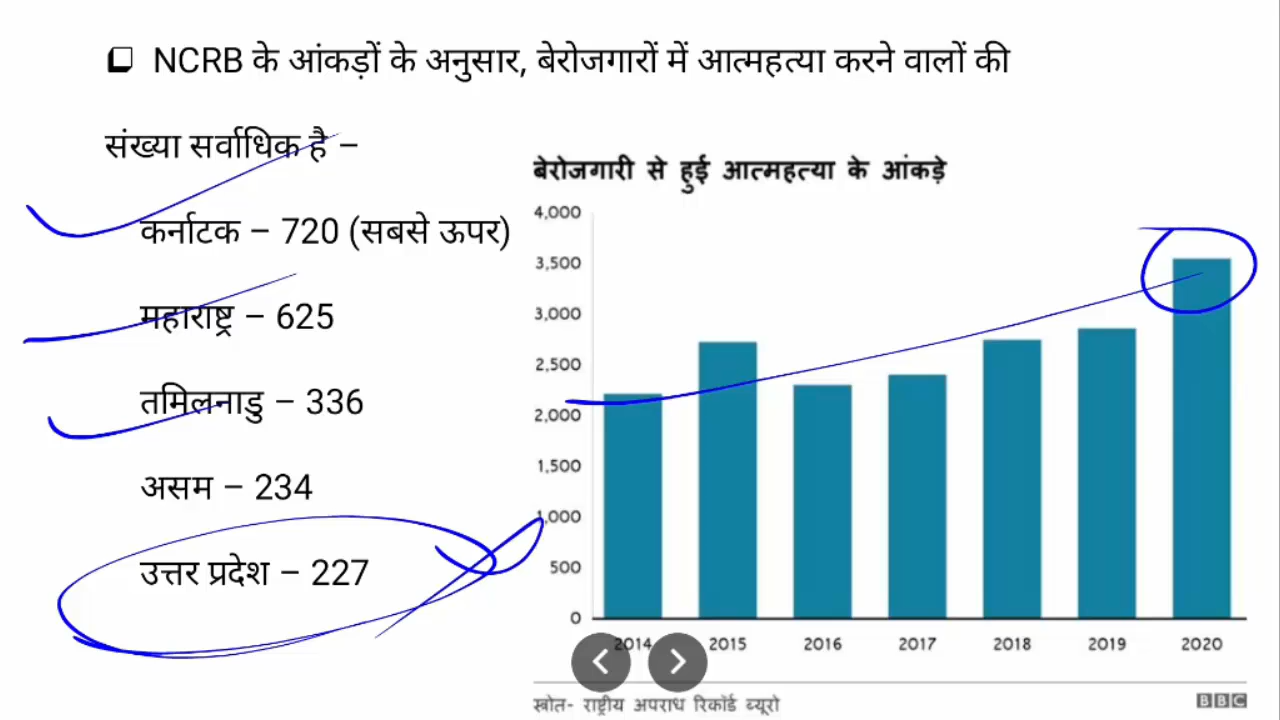 ❑ NCRB के आंकड़ों के अनुसार, बेरोजगारों में आत्महत्या करने वालों की
संख्या सर्वाधिक है –
कर्नाटक – 720 (सबसे ऊपर)
महाराष्ट्र – 625
तमिलनाडु – 336
असम – 234
उत्तर प्रदेश – 227
बेरोजगारी से हुई आत्महत्या के आंकड़े
4,000
3,500
3,000
2,500
2,000
1,500
1,000
500
0
2014 2015 2016 2017 2018 2019 2020
स्त्रोत- राष्ट्रीय अपराध रिकॉर्ड ब्यूरो
BBC